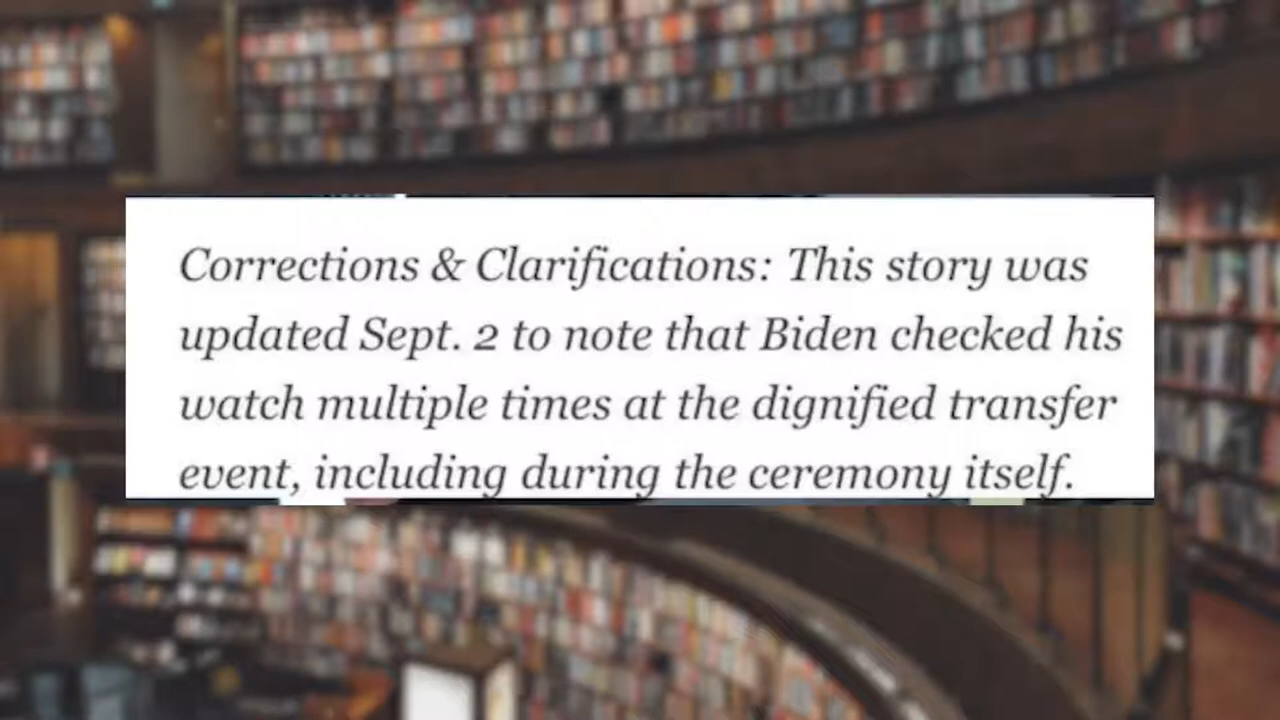 Corrections & Clarifications: This story was
updated Sept. 2 to note that Biden checked his
watch multiple times at the dignified transfer
event, including during the ceremony itself.